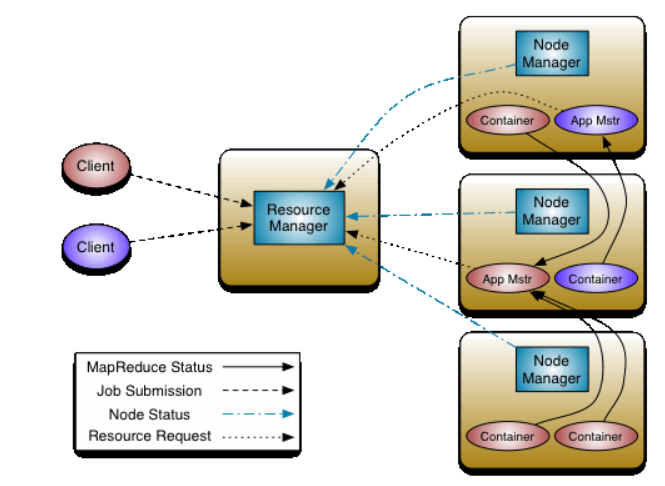 Node
Manager
Container
App Mstr
Client
Resource
Manager
Client
Node
Manager
App Mstr
Container
Node
Manager
Container
Container
MapReduce Status
Job Submission
Node Status
Resource Request